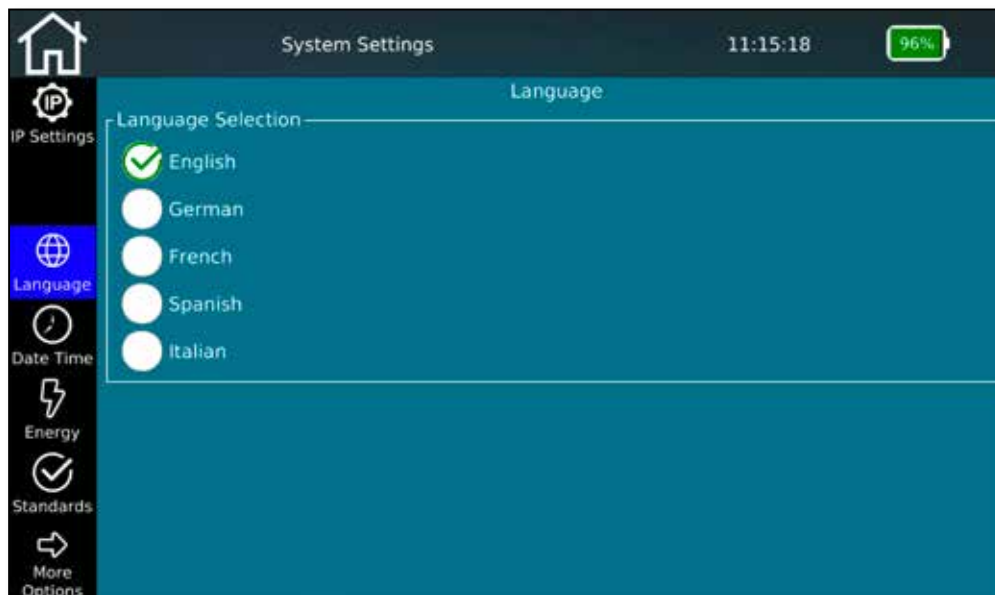 System Settings 11:15:18 96%
IP
IP Settings
Language
Language Selection
English
German
French
Spanish
Italian
Language
Date Time
Energy
Standards
More
Options